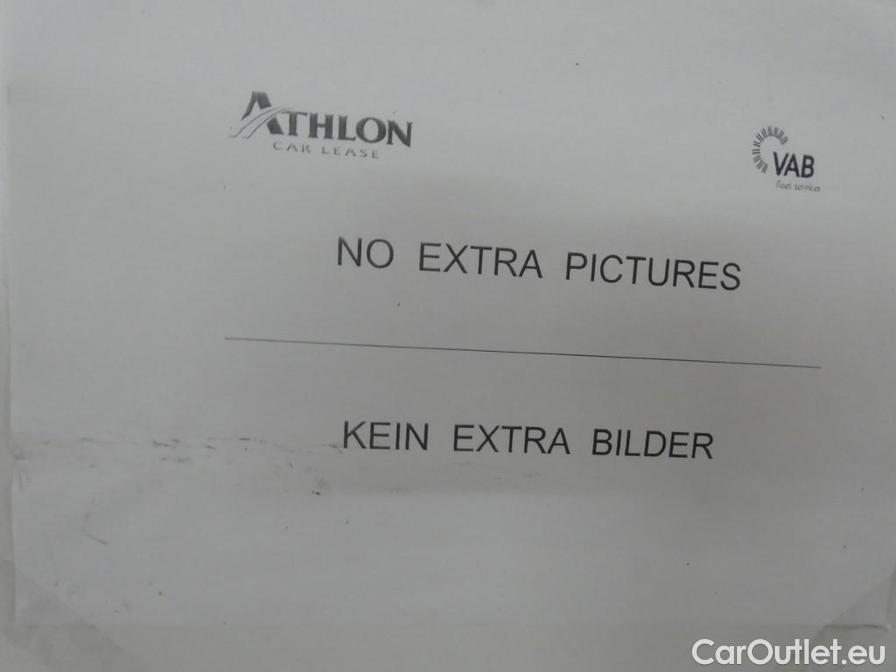 ATHLON
CAR LEASE
VAB
fleet services
NO EXTRA PICTURES
KEIN EXTRA BILDER
CarOutlet.eu